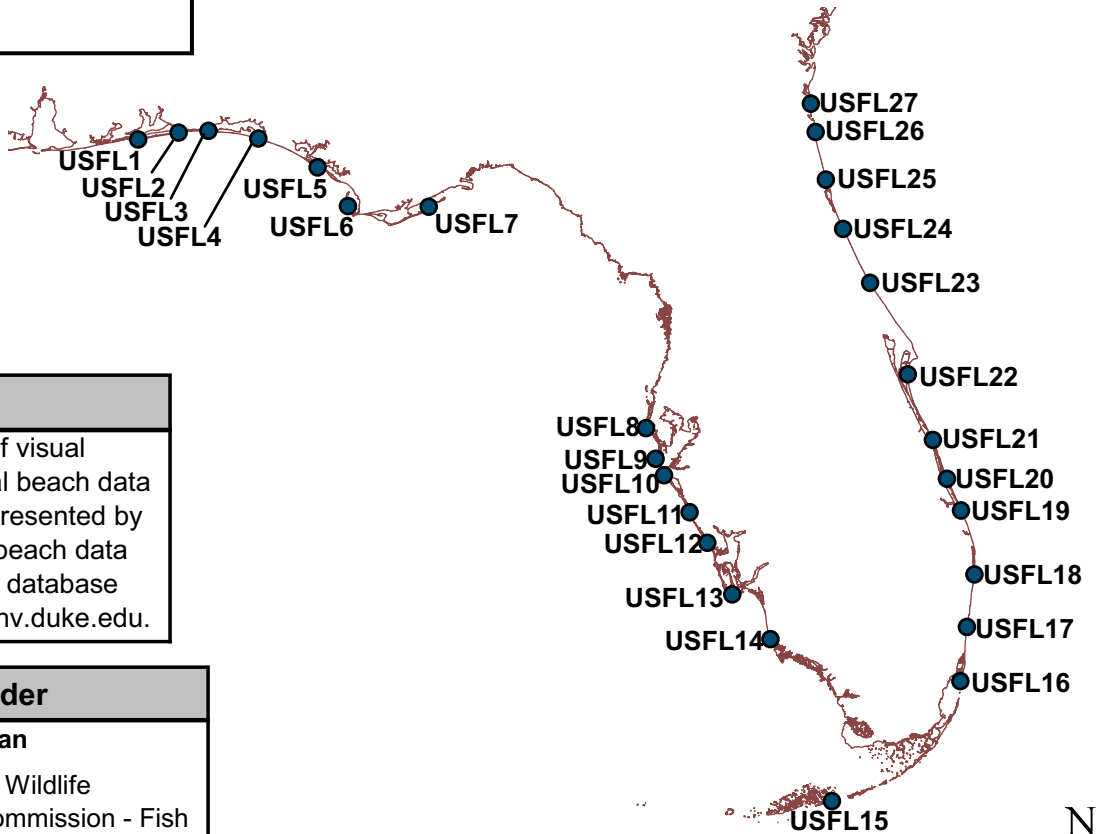 USFL27
USFL26
USFL1
USFL2
USFL3
USFL4
USFL5
USFL6
USFL7
USFL25
USFL24
USFL23
USFL22
USFL8
USFL9
USFL10
USFL11
USFL12
USFL13
USFL14
USFL21
USFL20
USFL19
USFL18
USFL17
USFL16
USFL15
f visual
al beach data
resented by
beach data
database
nv.duke.edu.
der
an
Wildlife
ommission - Fish
N